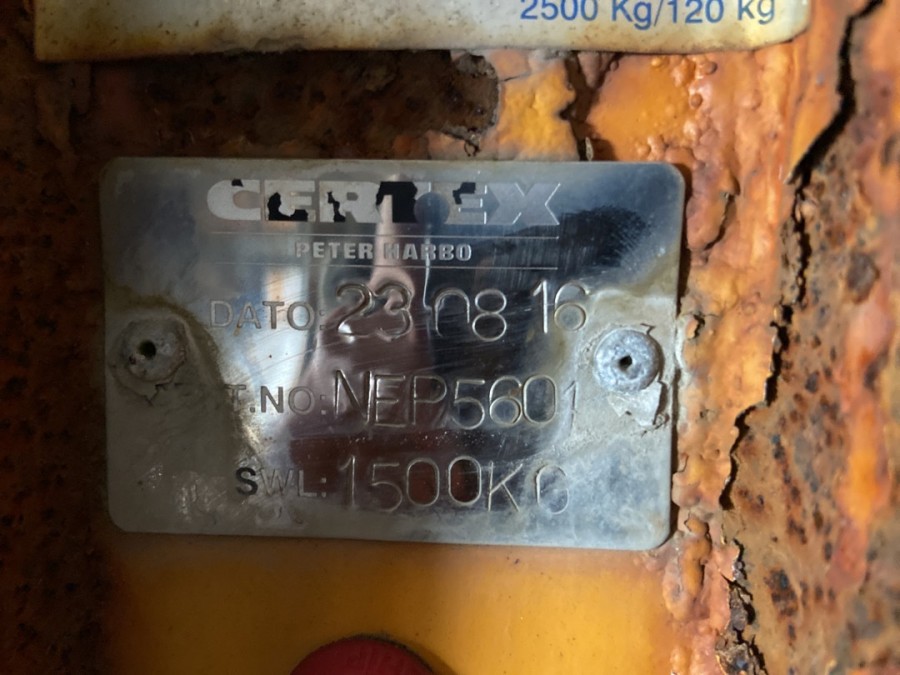 2500 Kg/120 kg
CERTEX
PETER HARBO
DATO: 23 08 16
T.NO: NEP5601
SWL: 1500KG